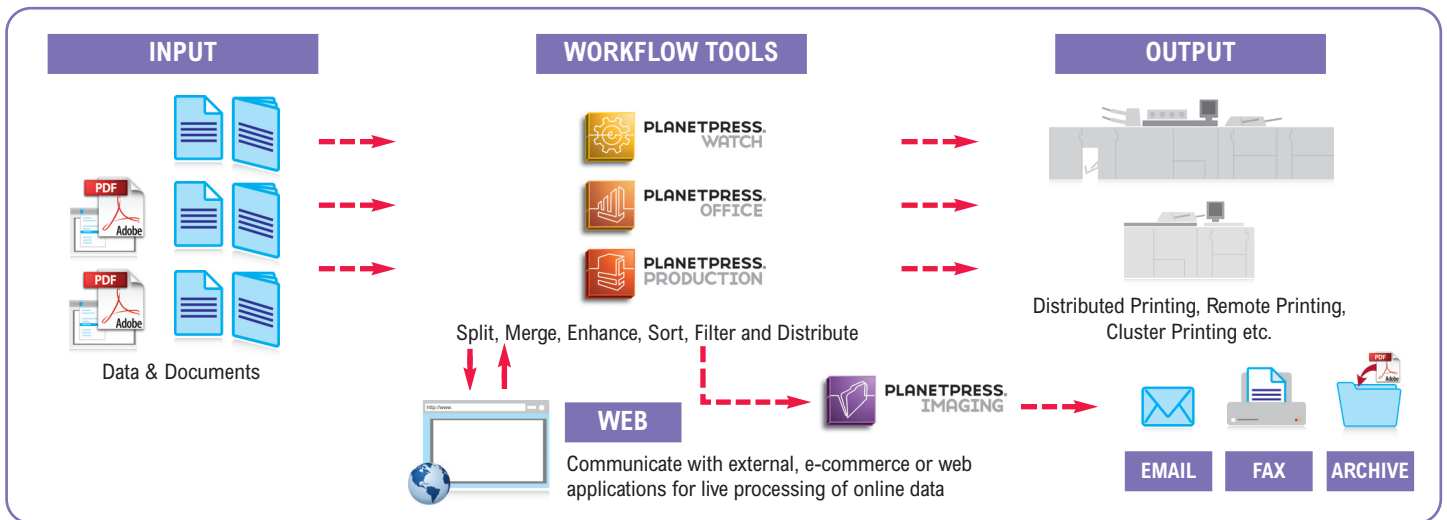 INPUT
WORKFLOW TOOLS
OUTPUT
PLANETPRESS.
WATCH
PDF
Adobe
PLANETPRESS.
OFFICE
PDF
Adobe
PLANETPRESS.
PRODUCTION
Data & Documents
Split, Merge, Enhance, Sort, Filter and Distribute
Distributed Printing, Remote Printing,
Cluster Printing etc.
http://www.
WEB
Communicate with external, e-commerce or web
applications for live processing of online data
PLANETPRESS.
IMAGING
PDF
Adobe
EMAIL
FAX
ARCHIVE